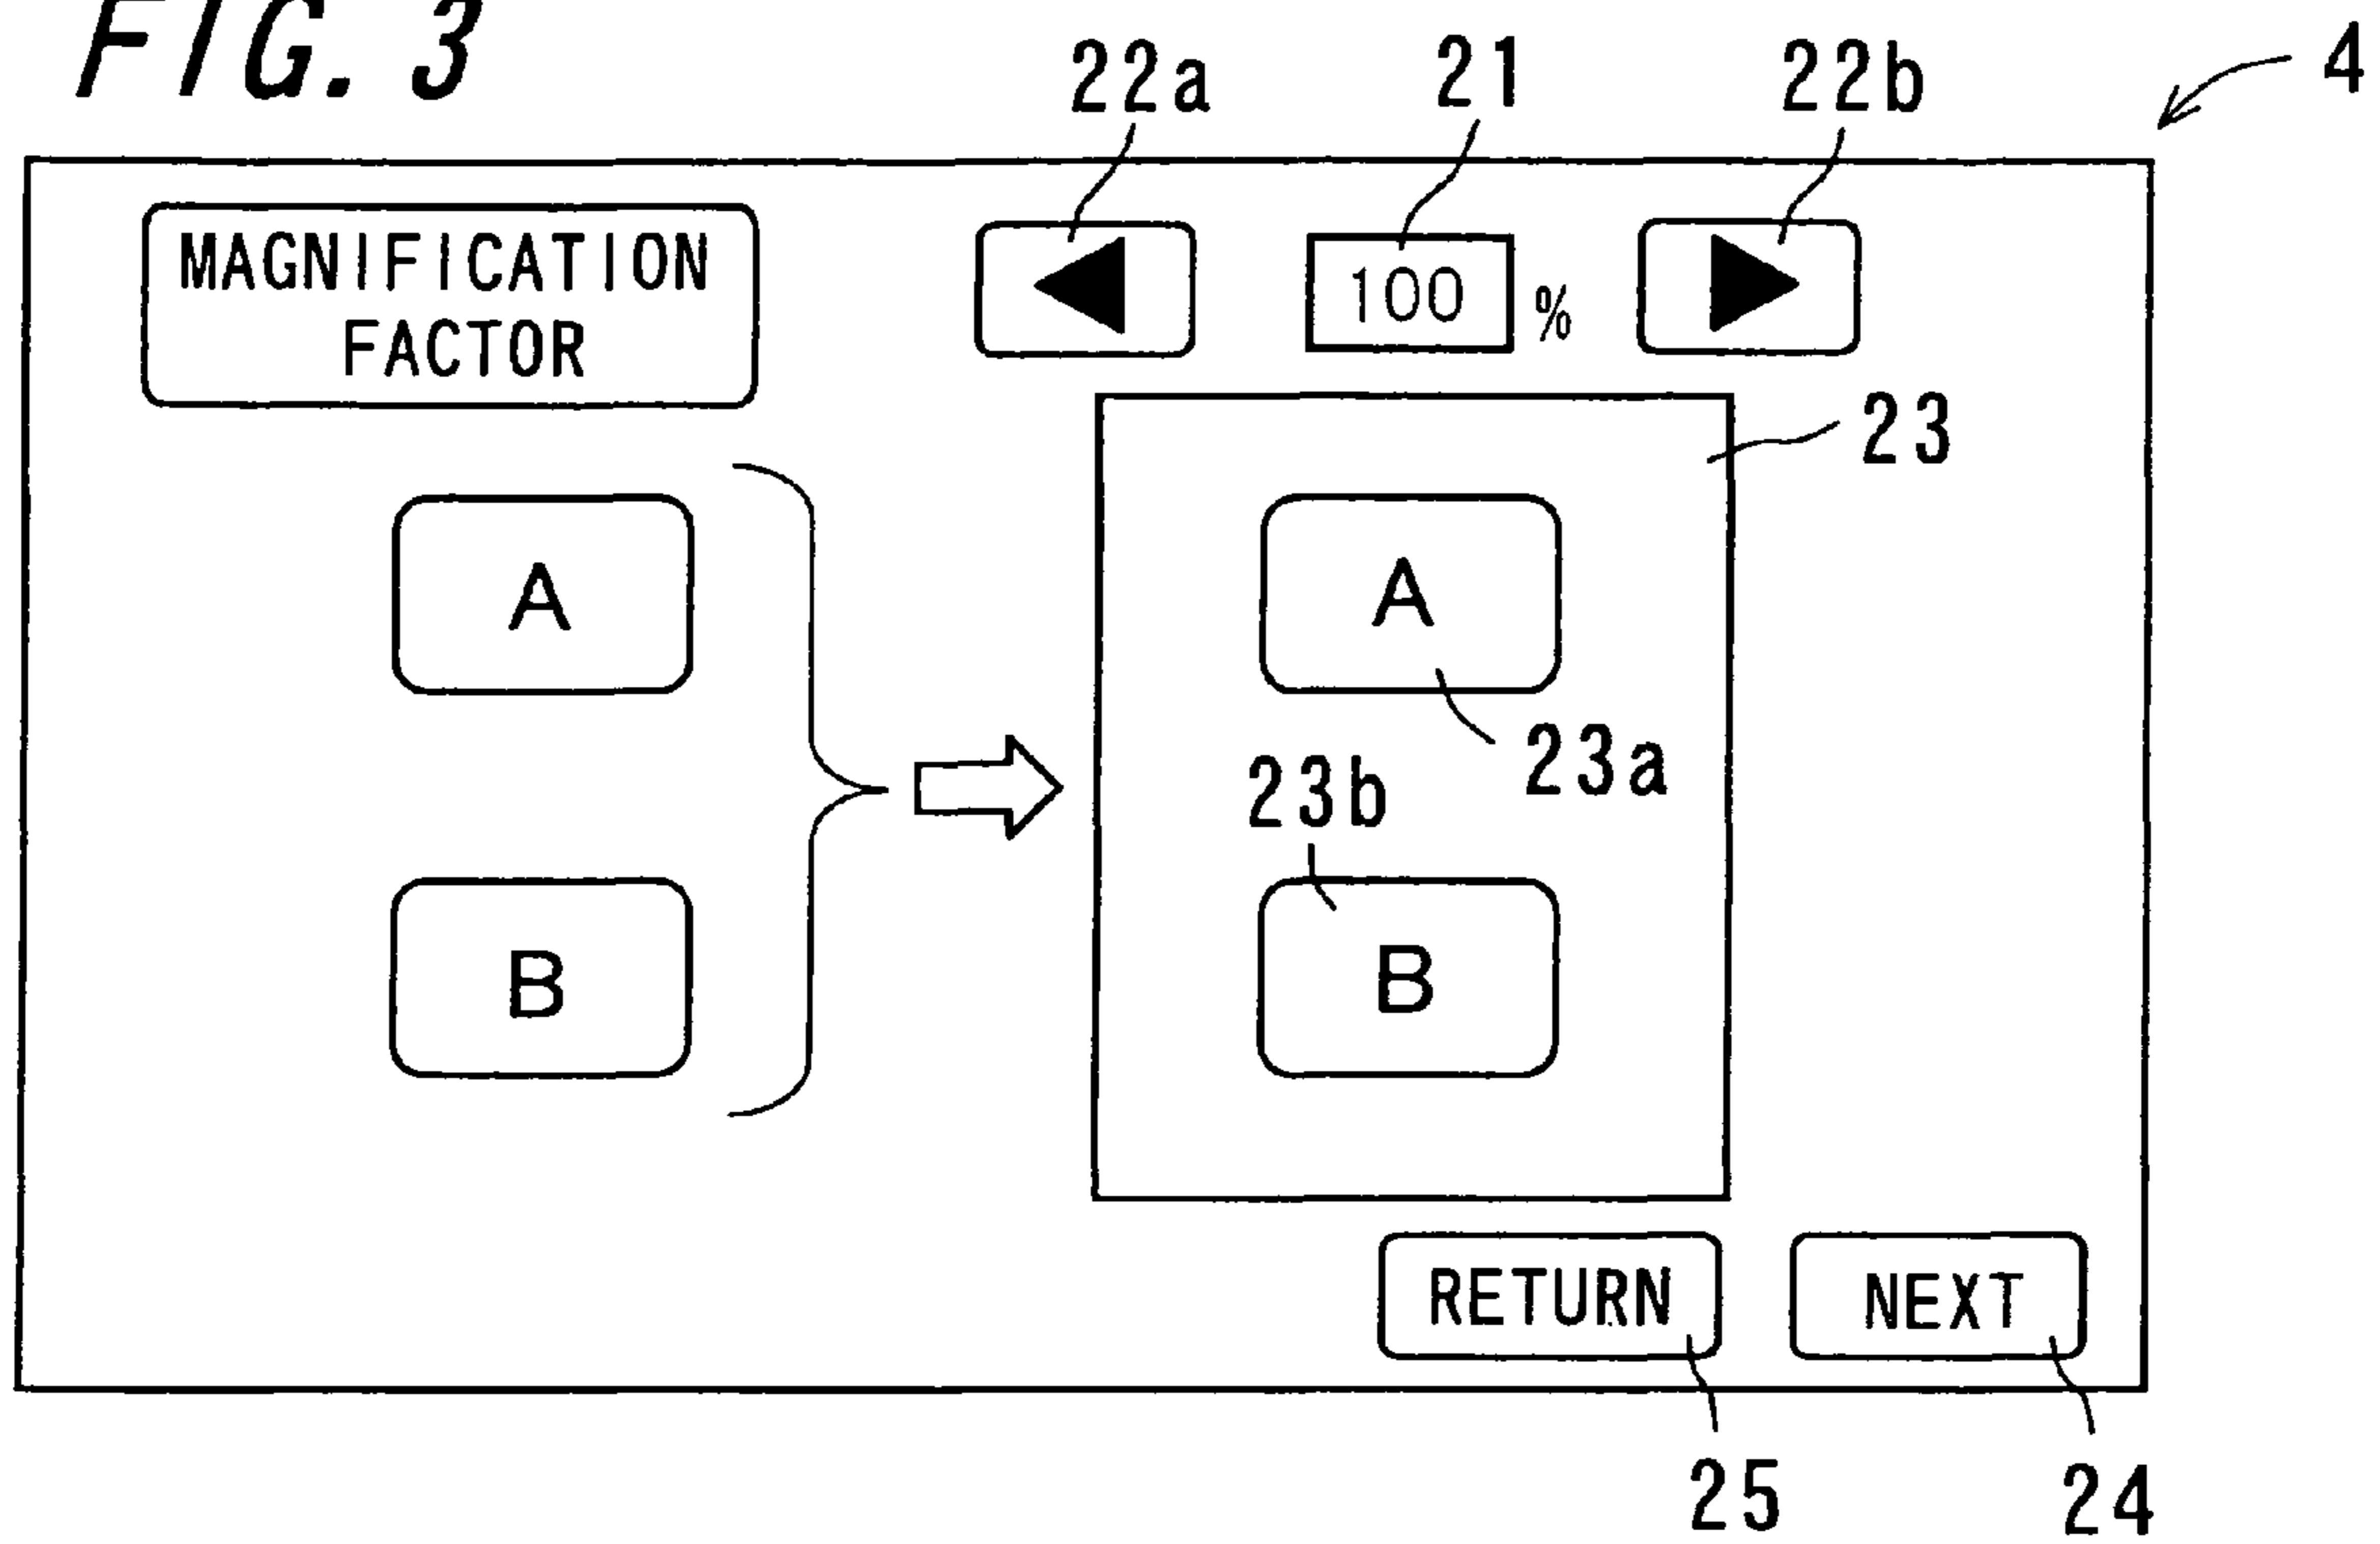 FIG. 3
22a 21 22b 4
MAGNIFICATION
FACTOR
100 %
23
A A
23a
23b
B B
RETURN NEXT
25 24